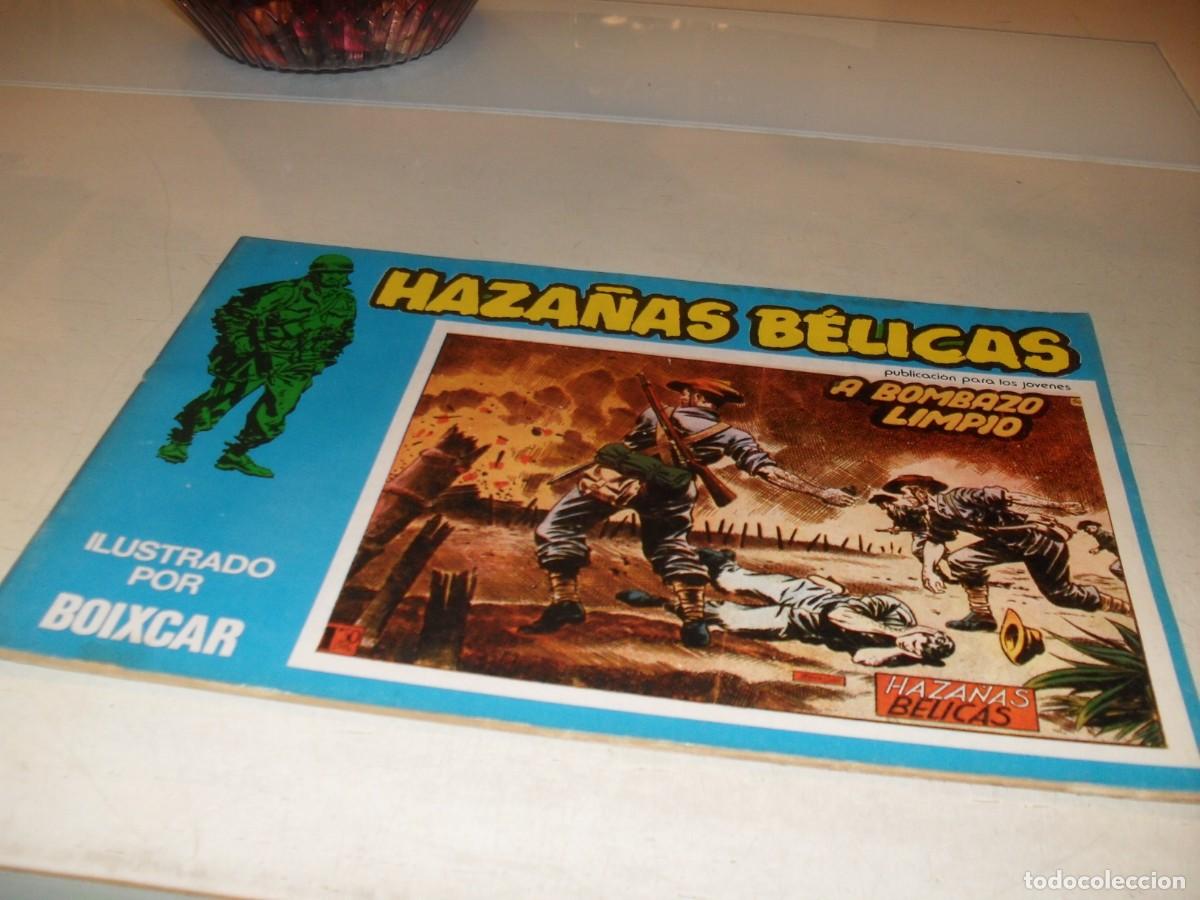 HAZAÑAS BÉLICAS
publicación para los jovenes
A BOMBAZO
LIMPIO
ILUSTRADO
POR
BOIXCAR
HAZAÑAS
BELICAS
todocoleccion